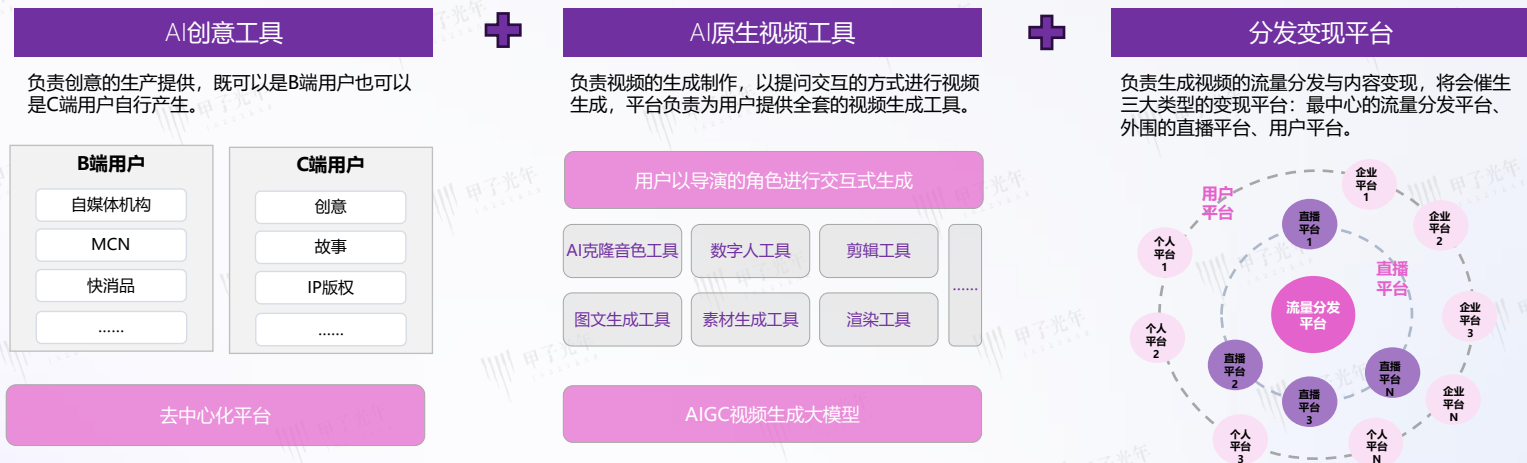 AI创意工具
负责创意的生产提供，既可以是B端用户也可以
是C端用户自行产生。
B端用户
自媒体机构
MCN
快消品
……
C端用户
创意
故事
IP版权
……
去中心化平台
AI原生视频工具
负责视频的生成制作，以提问交互的方式进行视频
生成，平台负责为用户提供全套的视频生成工具。
用户以导演的角色进行交互式生成
AI克隆音色工具
数字人工具
剪辑工具
……
图文生成工具
素材生成工具
渲染工具
AIGC视频生成大模型
分发变现平台
负责生成视频的流量分发与内容变现，将会催生
三大类型的变现平台：最中心的流量分发平台、
外围的直播平台、用户平台。
用户
平台
企业
平台
1
企业
平台
2
企业
平台
3
企业
平台
N
个人
平台
1
个人
平台
2
个人
平台
3
个人
平台
N
直播
平台
直播
平台
1
直播
平台
2
直播
平台
3
直播
平台
N
流量分发
平台
甲子光年